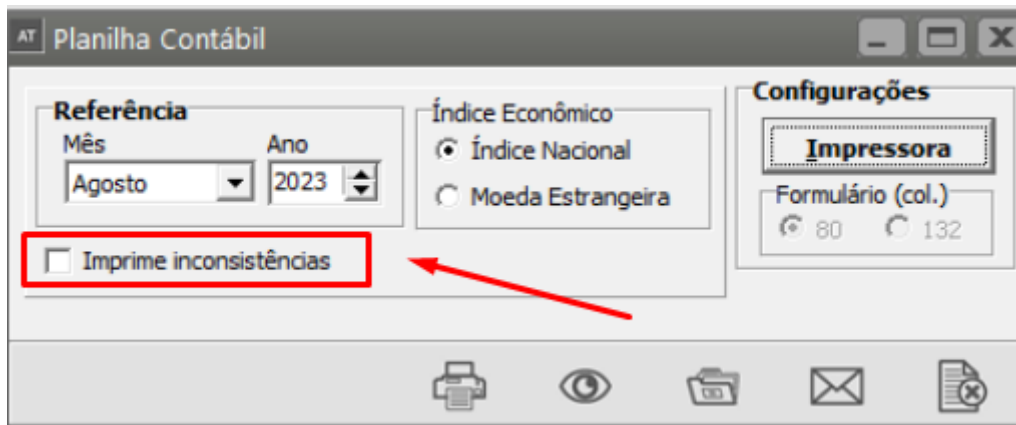 AT Planilha Contábil
Referência
Mês Ano
Agosto 2023
Imprime inconsistências
Índice Econômico
Índice Nacional
Moeda Estrangeira
Configurações
Impressora
Formulário (col.)
80 132